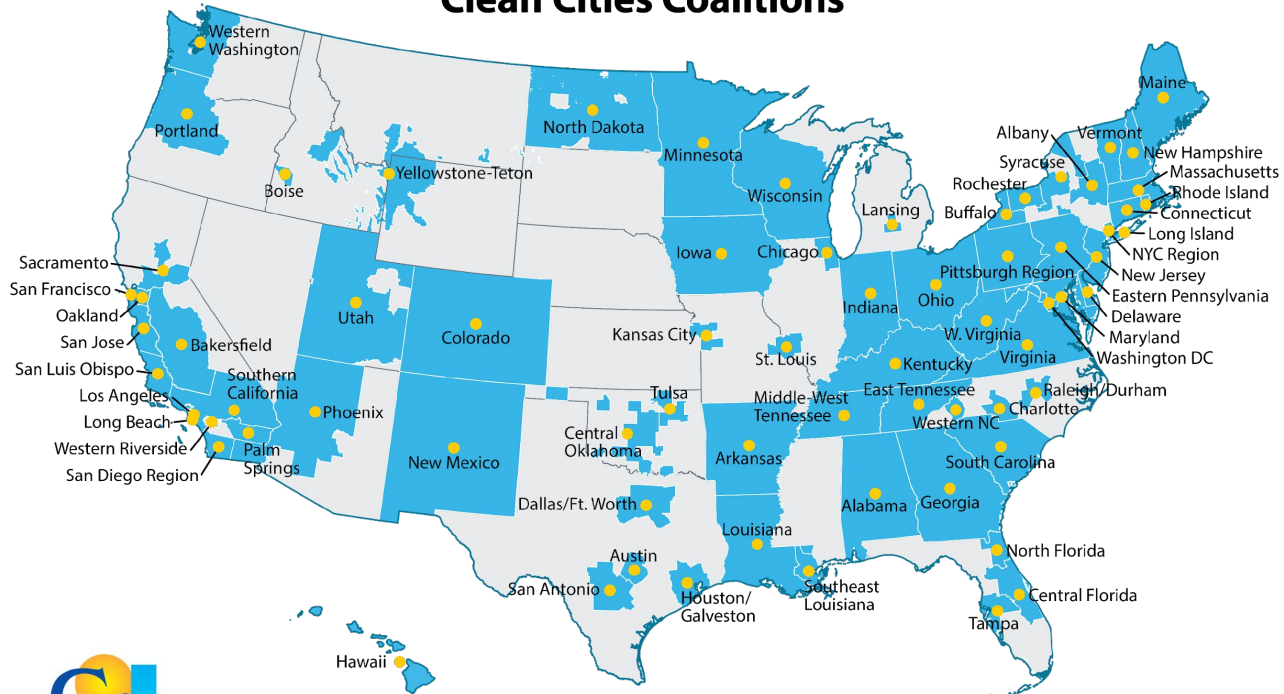 Clean Cities Coalitions
Western
Washington
Portland
Boise
Yellowstone-Teton
North Dakota
Minnesota
Wisconsin
Lansing
Iowa
Chicago
Maine
Albany
Vermont
New Hampshire
Syracuse
Massachusetts
Rochester
Rhode Island
Buffalo
Connecticut
Long Island
NYC Region
New Jersey
Pittsburgh Region
Eastern Pennsylvania
Delaware
Maryland
Washington DC
Sacramento
San Francisco
Oakland
San Jose
Bakersfield
San Luis Obispo
Southern
California
Los Angeles
Long Beach
Western Riverside
San Diego Region
Palm
Springs
Phoenix
Utah
Colorado
New Mexico
Kansas City
St. Louis
Indiana
Ohio
W. Virginia
Virginia
Kentucky
Tulsa
Central
Oklahoma
Middle-West
Tennessee
East Tennessee
Raleigh/Durham
Charlotte
Western NC
Arkansas
South Carolina
Dallas/Ft. Worth
Louisiana
Alabama
Georgia
Austin
San Antonio
Houston/
Galveston
Southeast
Louisiana
North Florida
Central Florida
Tampa
Hawaii